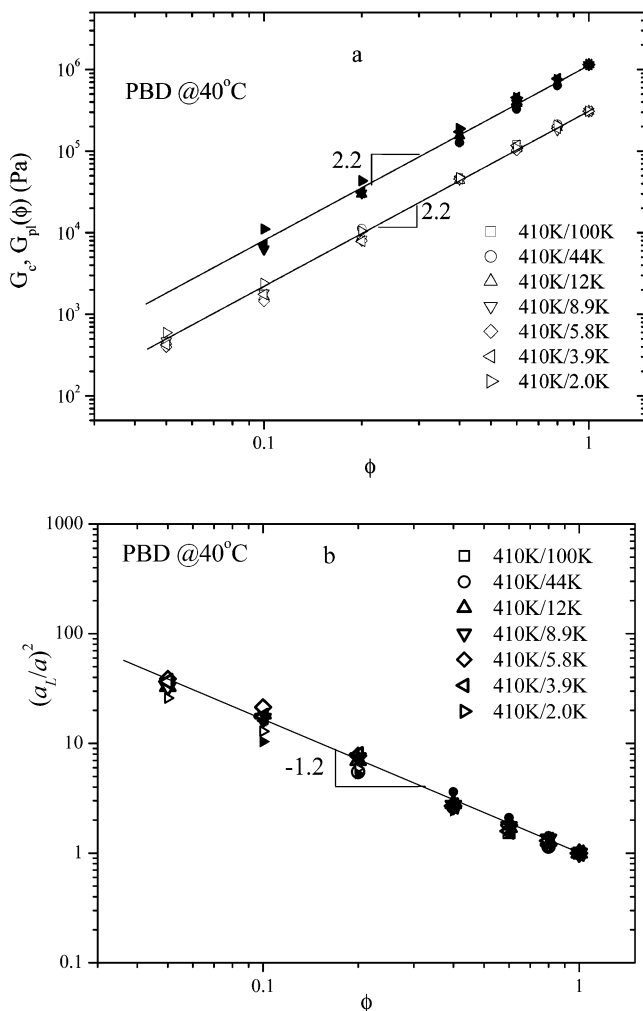 a
PBD @40°C
G_c, G_pl(ϕ) (Pa)
10^6
10^5
10^4
10^3
10^2
2.2
2.2
410K/100K
410K/44K
410K/12K
410K/8.9K
410K/5.8K
410K/3.9K
410K/2.0K
0.1
1
ϕ
PBD @40°C
b
(a_L/a)^2
1000
100
10
1
0.1
-1.2
410K/100K
410K/44K
410K/12K
410K/8.9K
410K/5.8K
410K/3.9K
410K/2.0K
0.1
1
ϕ